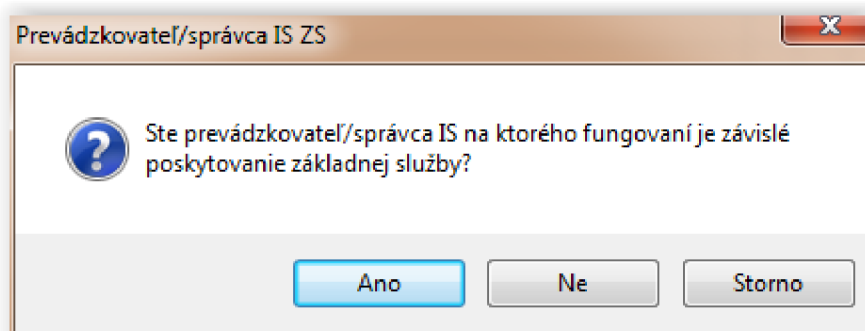 Prevádzkovateľ/správca IS ZS
Ste prevádzkovateľ/správca IS na ktorého fungovaní je závislé
poskytovanie základnej služby?
Ano
Ne
Storno